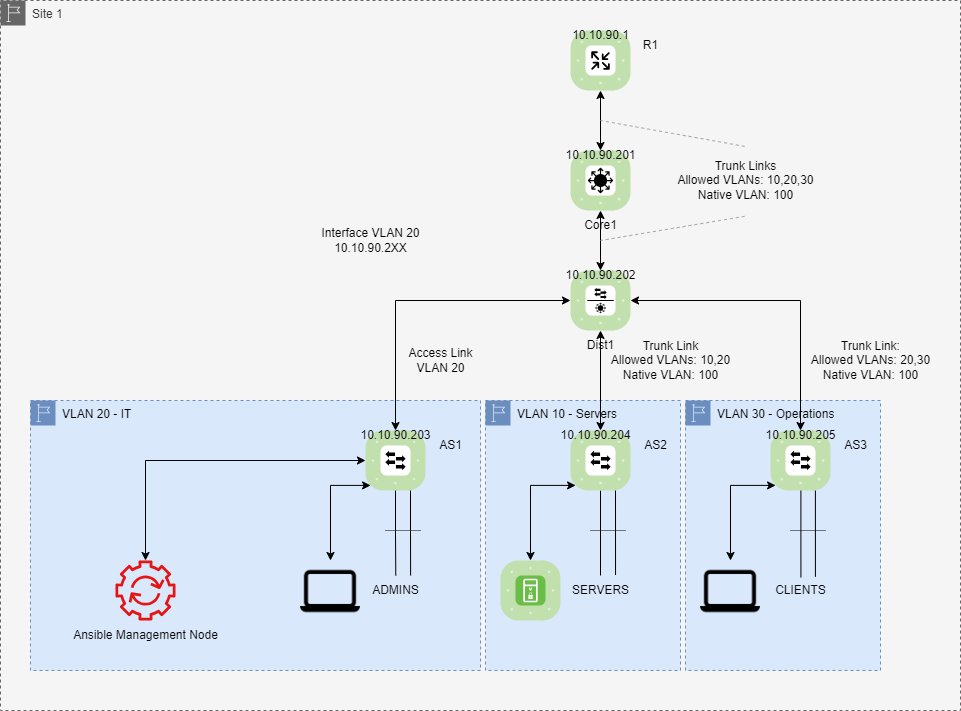 Site 1
10.10.90.1
R1
10.10.90.201
Trunk Links
Allowed VLANs: 10,20,30
Native VLAN: 100
Core1
Interface VLAN 20
10.10.90.2XX
10.10.90.202
Dist1
Access Link
VLAN 20
Trunk Link
Allowed VLANs: 10,20
Native VLAN: 100
Trunk Link:
Allowed VLANs: 20,30
Native VLAN: 100
VLAN 20 - IT
VLAN 10 - Servers
VLAN 30 - Operations
10.10.90.203
AS1
10.10.90.204
AS2
10.10.90.205
AS3
ADMINS
SERVERS
CLIENTS
Ansible Management Node